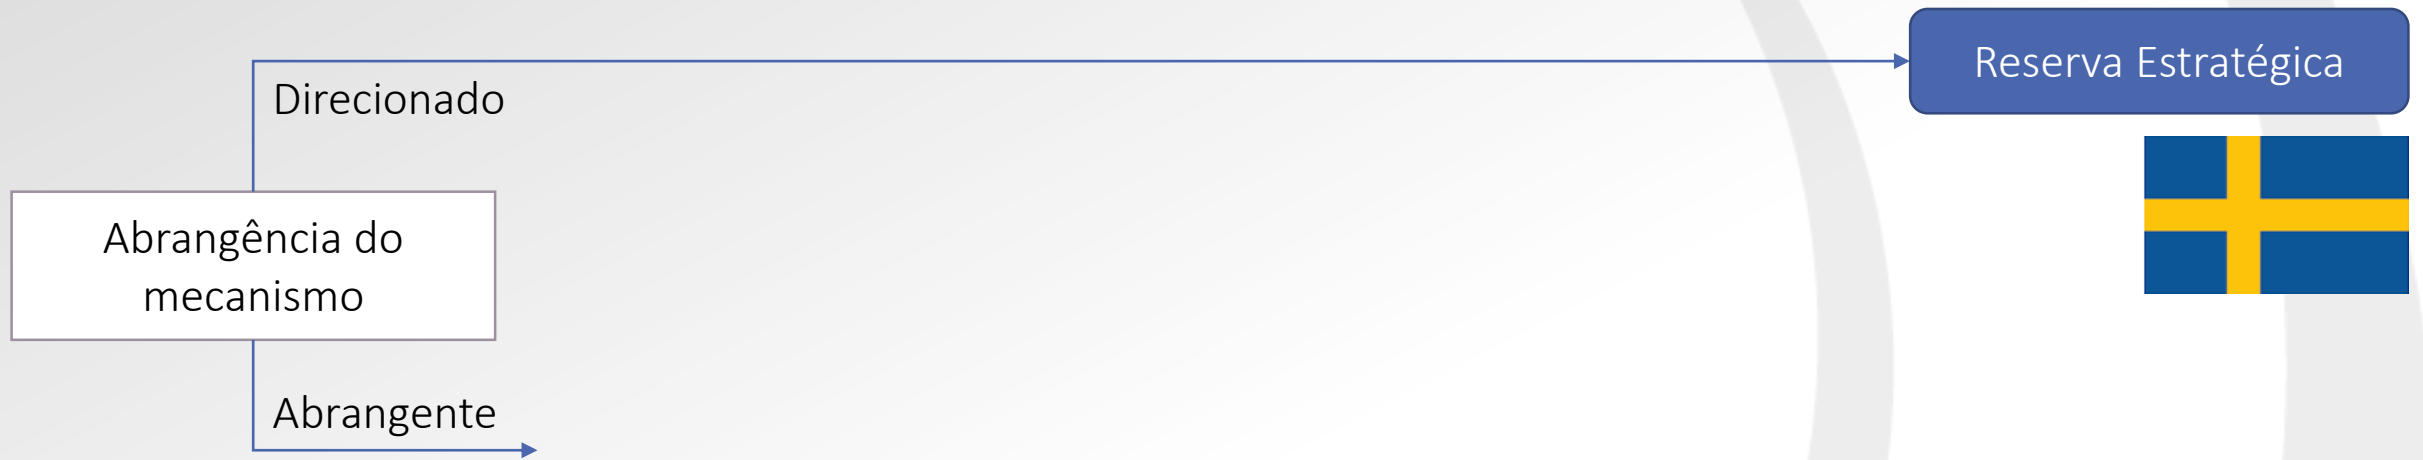 Reserva Estratégica
Direcionado
Abrangência do
mecanismo
Abrangente